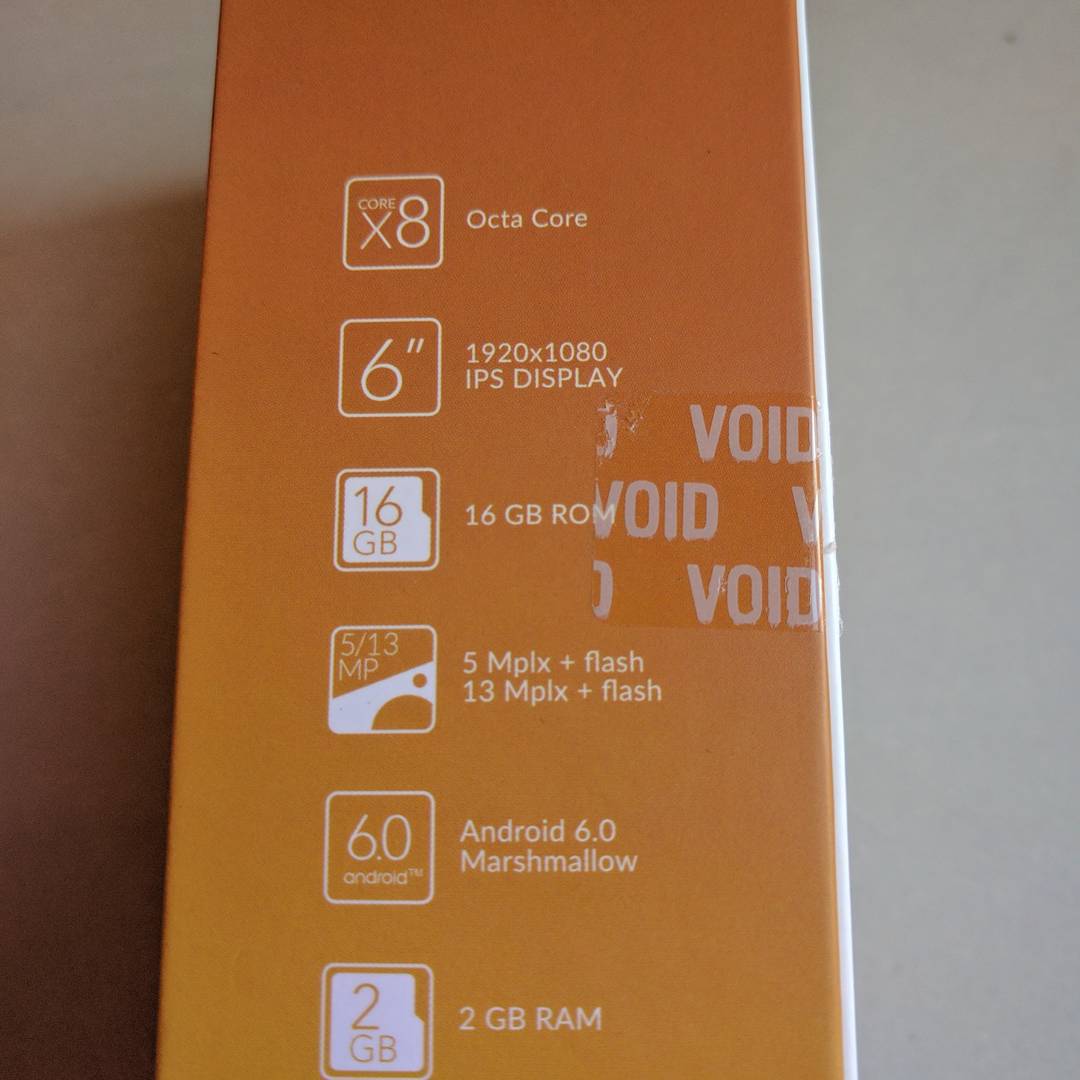 CORE
X8
Octa Core
6"
1920x1080
IPS DISPLAY
VOID
16
GB
16 GB ROM
VOID
VOID
5/13
MP
5 Mplx + flash
13 Mplx + flash
6.0
android™
Android 6.0
Marshmallow
2
GB
2 GB RAM